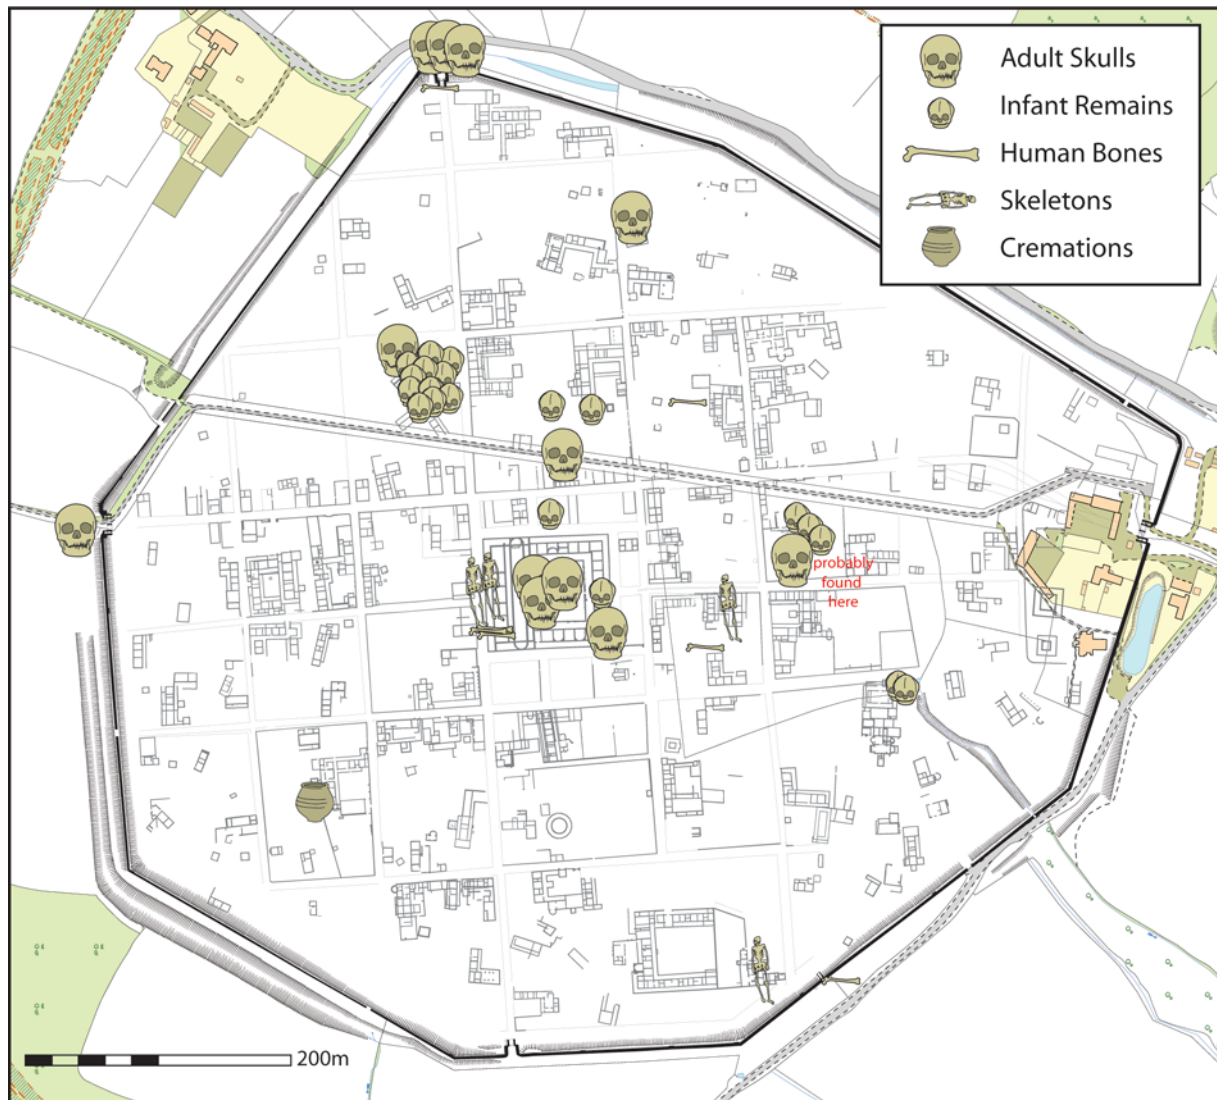 Adult Skulls
Infant Remains
Human Bones
Skeletons
Cremations
probably
found
here
200m